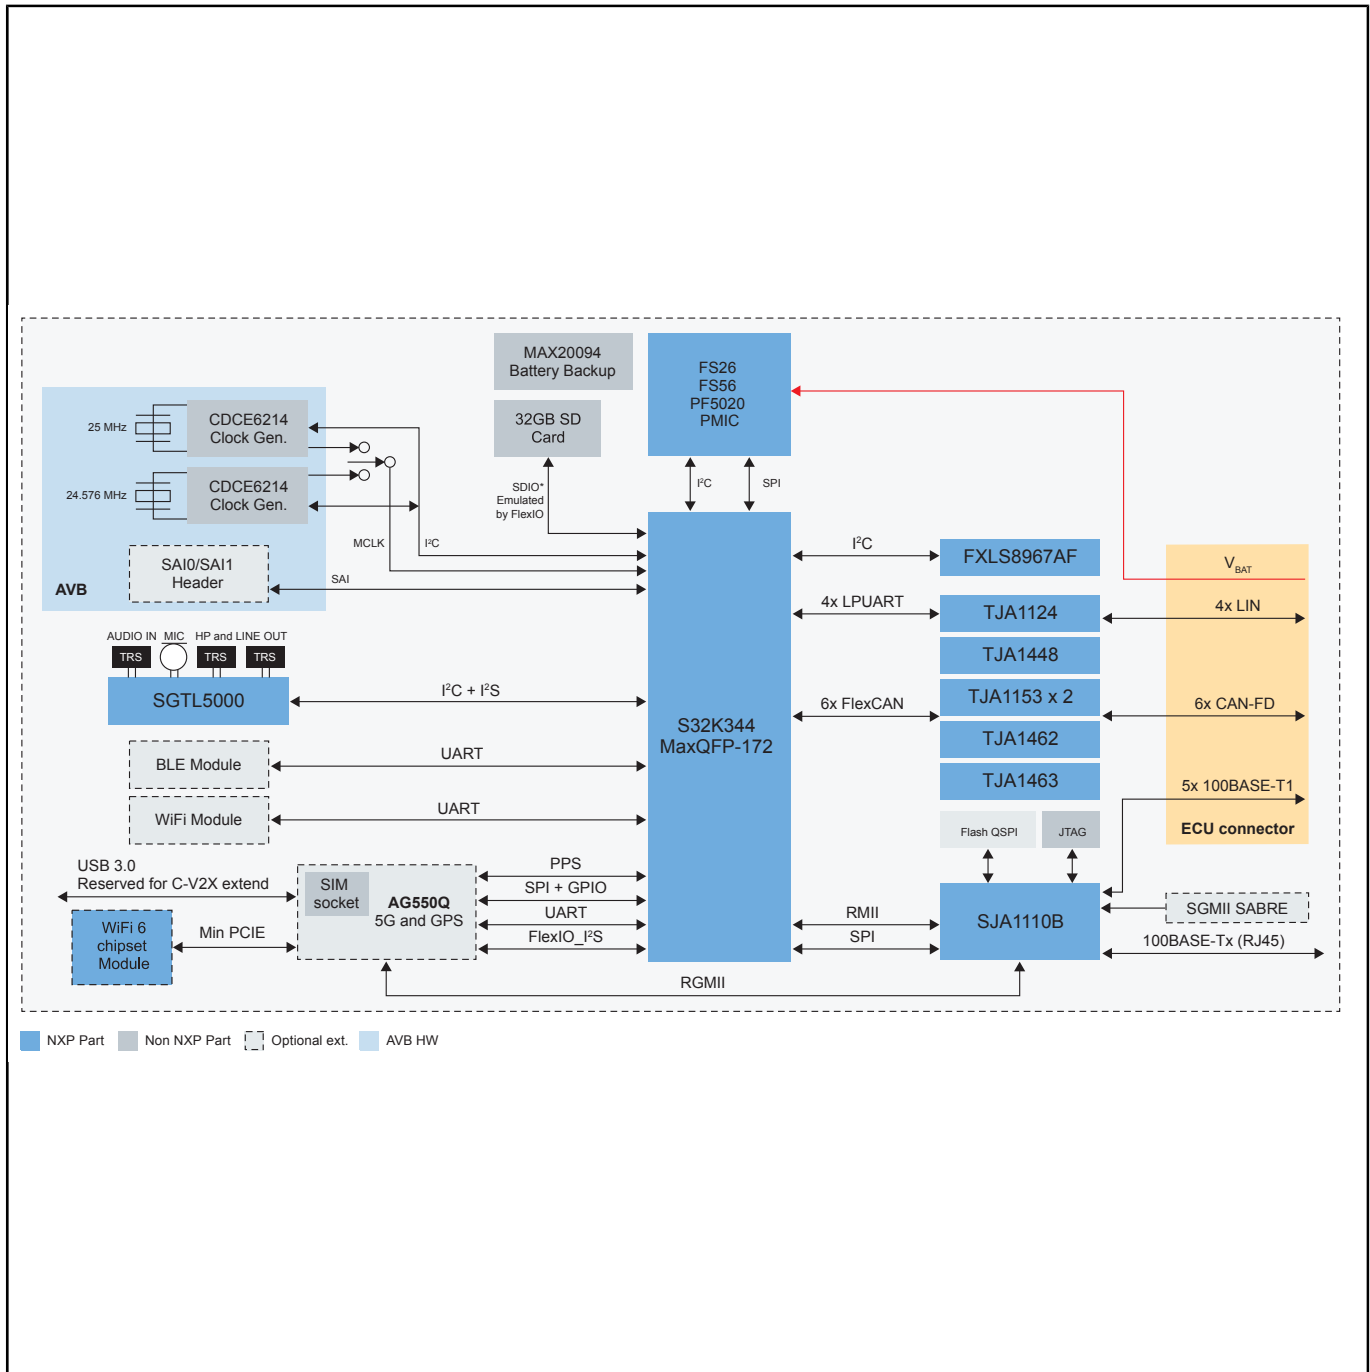 MAX20094
Battery Backup
FS26
FS56
PF5020
PMIC
32GB SD
Card
25 MHz
CDCE6214
Clock Gen.
24.576 MHz
CDCE6214
Clock Gen.
SDIO*
Emulated
by FlexIO
I²C
SPI
MCLK
I²C
SAI0/SAI1
Header
AVB
SAI
I²C
FXLS8967AF
V_BAT
4x LPUART
TJA1124
4x LIN
TJA1448
AUDIO IN MIC HP and LINE OUT
TRS TRS TRS
SGTL5000
I²C + I²S
S32K344
MaxQFP-172
6x FlexCAN
TJA1153 x 2
6x CAN-FD
TJA1462
TJA1463
BLE Module
UART
WiFi Module
UART
5x 100BASE-T1
ECU connector
Flash QSPI
JTAG
USB 3.0
Reserved for C-V2X extend
SIM
socket
AG550Q
5G and GPS
PPS
SPI + GPIO
UART
FlexIO_I²S
WiFi 6
chipset
Module
Min PCIE
RMII
SPI
SJA1110B
SGMII SABRE
100BASE-Tx (RJ45)
RGMII
NXP Part Non NXP Part Optional ext. AVB HW